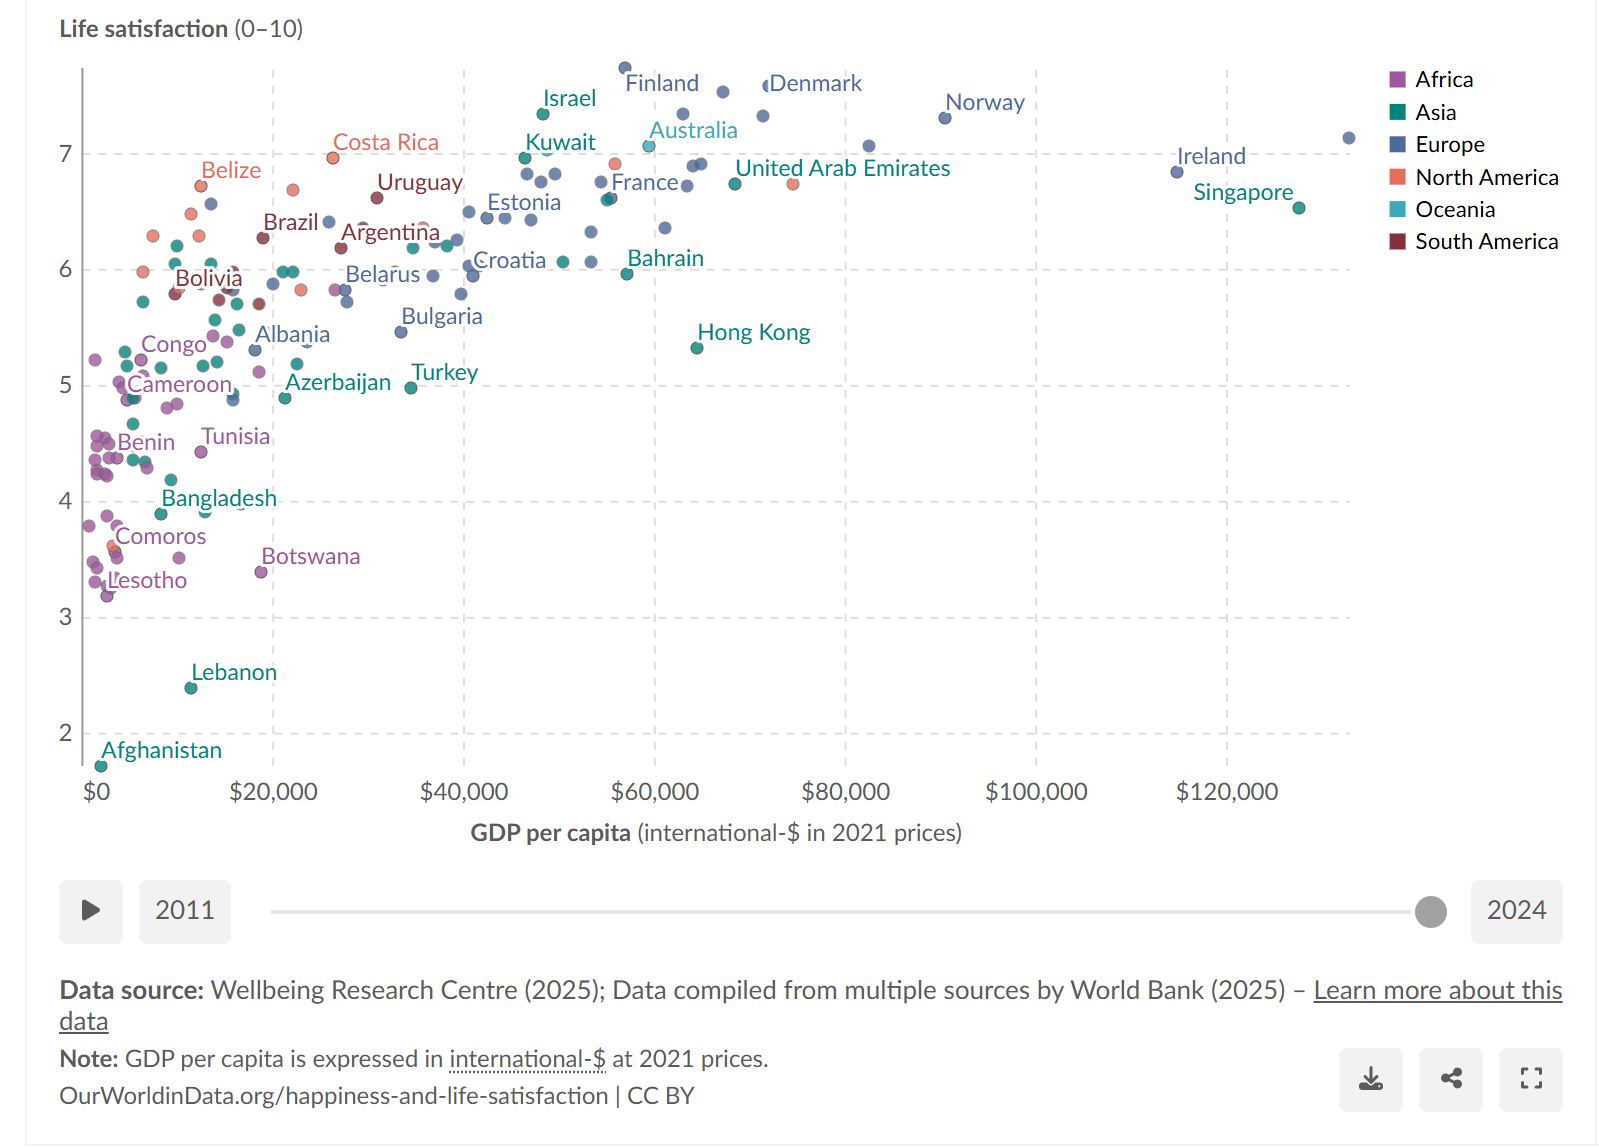 Life satisfaction (0–10)
Finland
Denmark
Israel
Norway
Australia
Costa Rica
Kuwait
7
Ireland
Belize
United Arab Emirates
Uruguay
France
Singapore
Estonia
Brazil
Argentina
6
Croatia
Bahrain
Bolivia
Belarus
Bulgaria
Hong Kong
Albania
Congo
Turkey
5
Cameroon
Azerbaijan
Benin
Tunisia
4
Bangladesh
Comoros
Botswana
Lesotho
3
Lebanon
2
Afghanistan
$0
$20,000
$40,000
$60,000
$80,000
$100,000
$120,000
GDP per capita (international-$ in 2021 prices)
Africa
Asia
Europe
North America
Oceania
South America
2011
2024
Data source: Wellbeing Research Centre (2025); Data compiled from multiple sources by World Bank (2025) – Learn more about this
data
Note: GDP per capita is expressed in international-$ at 2021 prices.
OurWorldinData.org/happiness-and-life-satisfaction | CC BY